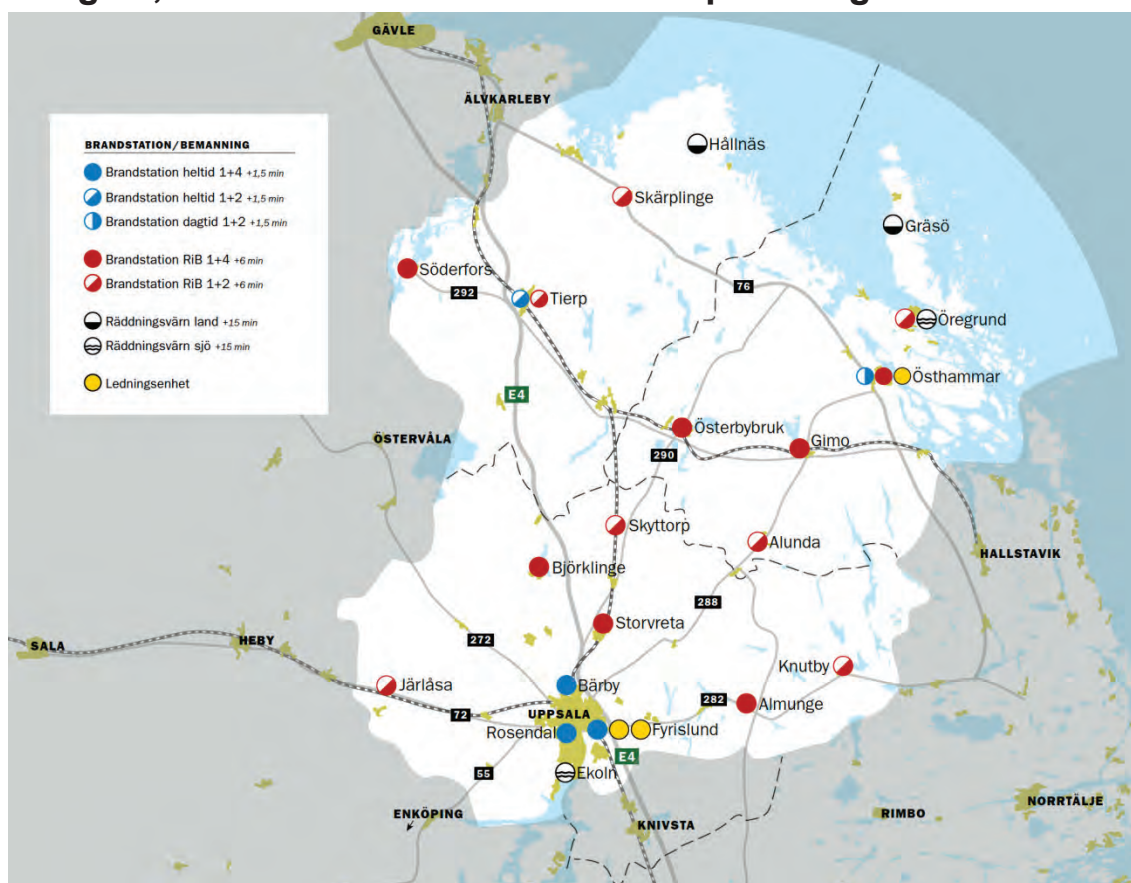 GÄVLE
ÄLVKARLEBY
BRANDSTATION/BEMANNING
Brandstation heltid 1+4 +1,5 min
Brandstation heltid 1+2 +1,5 min
Brandstation dagtid 1+2 +1,5 min
Brandstation RiB 1+4 +6 min
Brandstation RiB 1+2 +6 min
Räddningsvärn land +15 min
Räddningsvärn sjö +15 min
Ledningsenhet
Hållnäs
Skärplinge
Gräsö
Söderfors
292
Tierp
76
Öregrund
Östhammar
E4
Österbybruk
ÖSTERVÅLA
Gimo
290
Skyttorp
Alunda
HALLSTAVIK
Björklinge
288
Storvreta
272
SALA
HEBY
Knutby
Järlåsa
Bärby
282
Almunge
72
UPPSALA
Rosendal
Fyrislund
E4
55
Ekoln
ENKÖPING
KNIVSTA
RIMBO
NORRTÄLJE